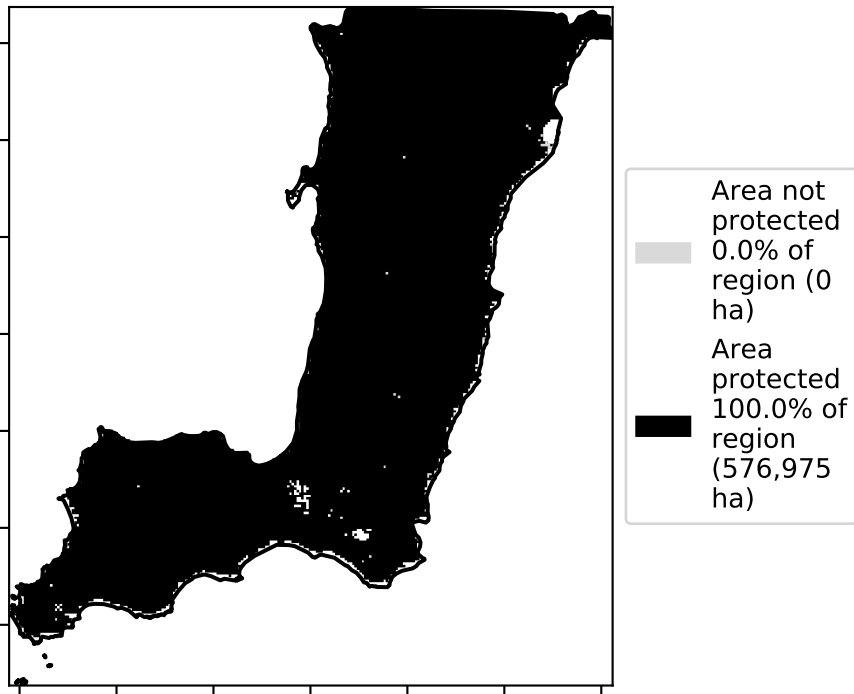 Area not
protected
0.0% of
region (0
ha)
Area
protected
100.0% of
region
(576,975
ha)